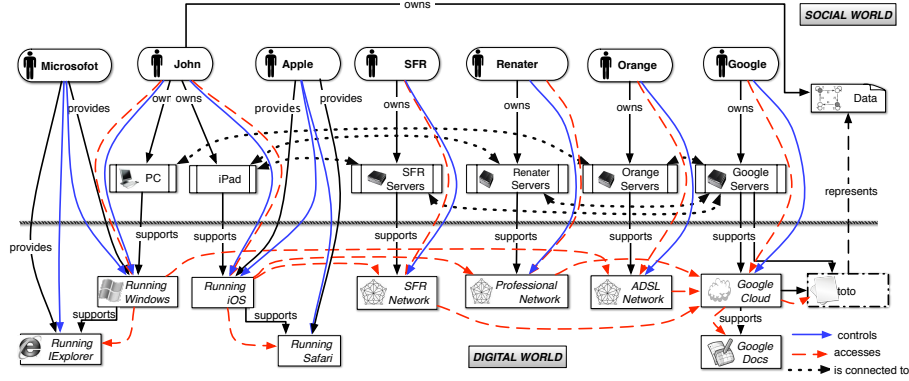 owns
SOCIAL WORLD
Microsofot
John
Apple
SFR
Renater
Orange
Google
Data
provides
own
owns
provides
provides
owns
owns
owns
owns
PC
iPad
SFR
Servers
Renater
Servers
Orange
Servers
Google
Servers
represents
provides
supports
supports
supports
supports
supports
supports
Running
Windows
Running
iOS
SFR
Network
Professional
Network
ADSL
Network
Google
Cloud
toto
supports
supports
supports
Running
IExplorer
Running
Safari
DIGITAL WORLD
Google
Docs
controls
accesses
is connected to